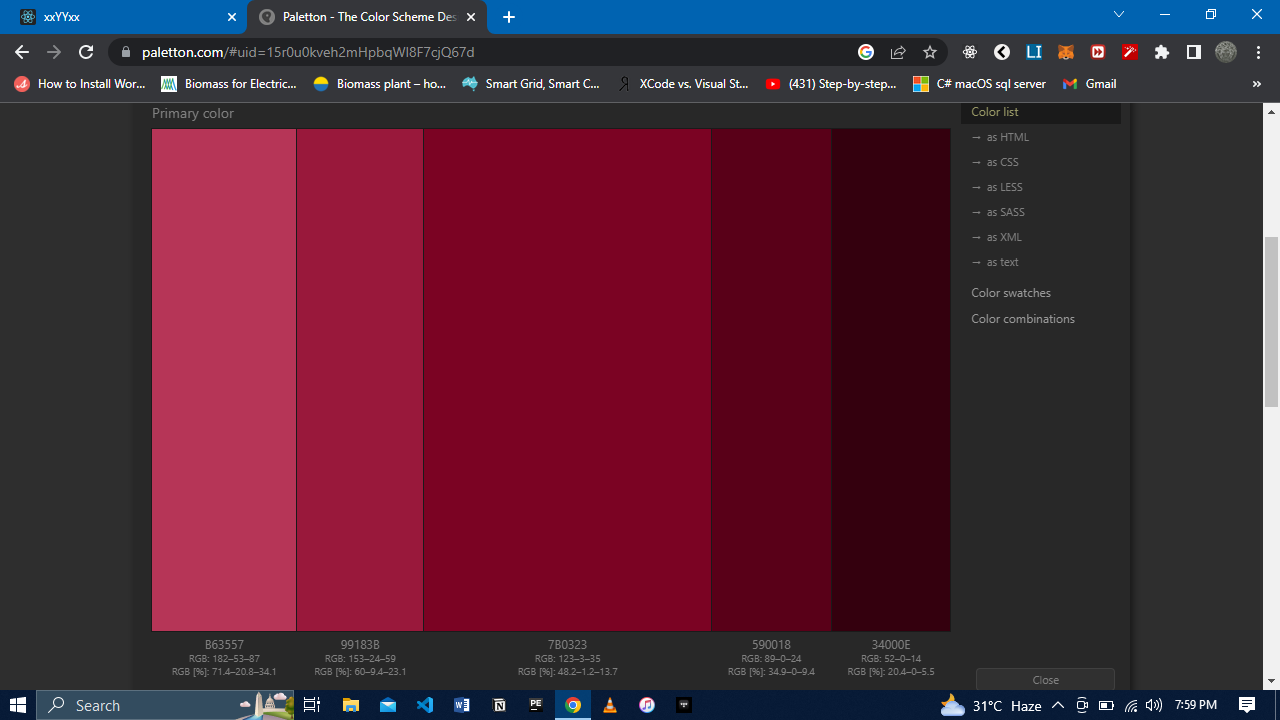 xxYYxx
Paletton - The Color Scheme Des
paletton.com/#uid=15r0u0kveh2mHpbqWl8F7cjQ67d
How to Install Wor...
Biomass for Electric...
Biomass plant – ho...
Smart Grid, Smart C...
XCode vs. Visual St...
(431) Step-by-step...
C# macOS sql server
Gmail
»
Primary color
Color list
→ as HTML
→ as CSS
→ as LESS
→ as SASS
→ as XML
→ as text
Color swatches
Color combinations
B63557
RGB: 182–53–87
RGB [%]: 71.4–20.8–34.1
99183B
RGB: 153–24–59
RGB [%]: 60–9.4–23.1
7B0323
RGB: 123–3–35
RGB [%]: 48.2–1.2–13.7
590018
RGB: 89–0–24
RGB [%]: 34.9–0–9.4
34000E
RGB: 52–0–14
RGB [%]: 20.4–0–5.5
Close
Search
31°C Haze
7:59 PM